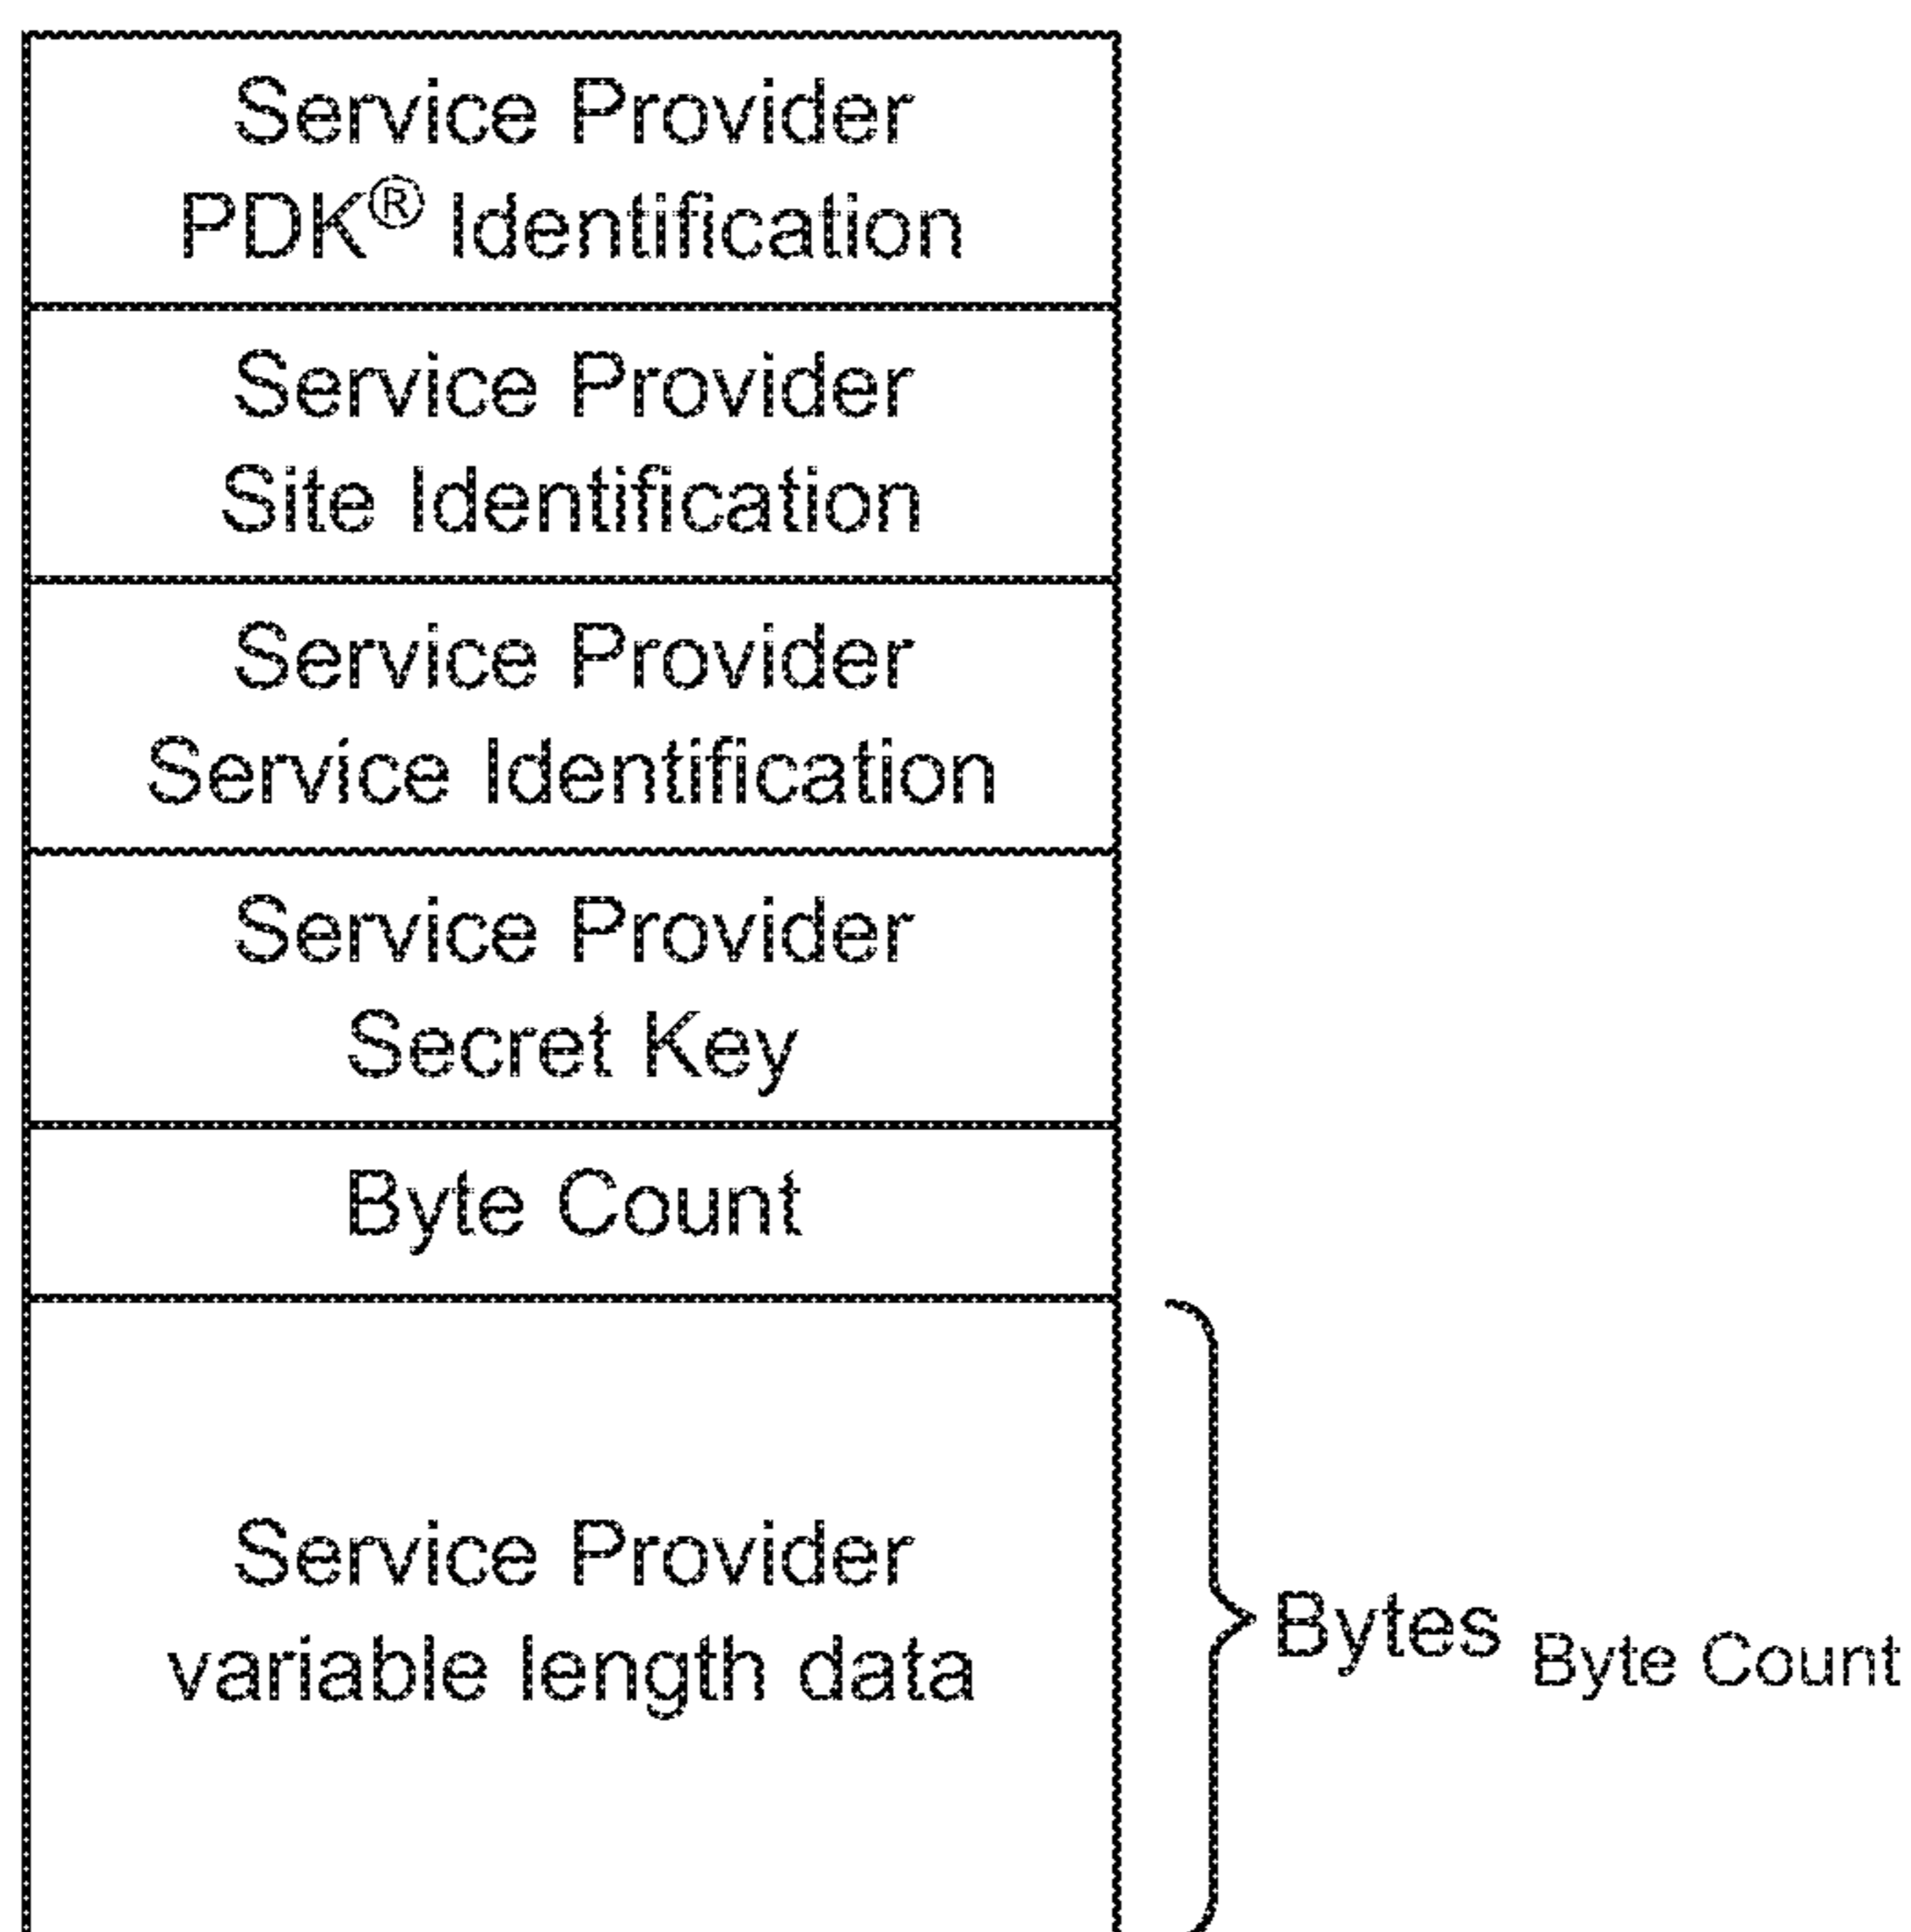 Service Provider
PDK® Identification
Service Provider
Site Identification
Service Provider
Service Identification
Service Provider
Secret Key
Byte Count
Service Provider
variable length data
Bytes Byte Count